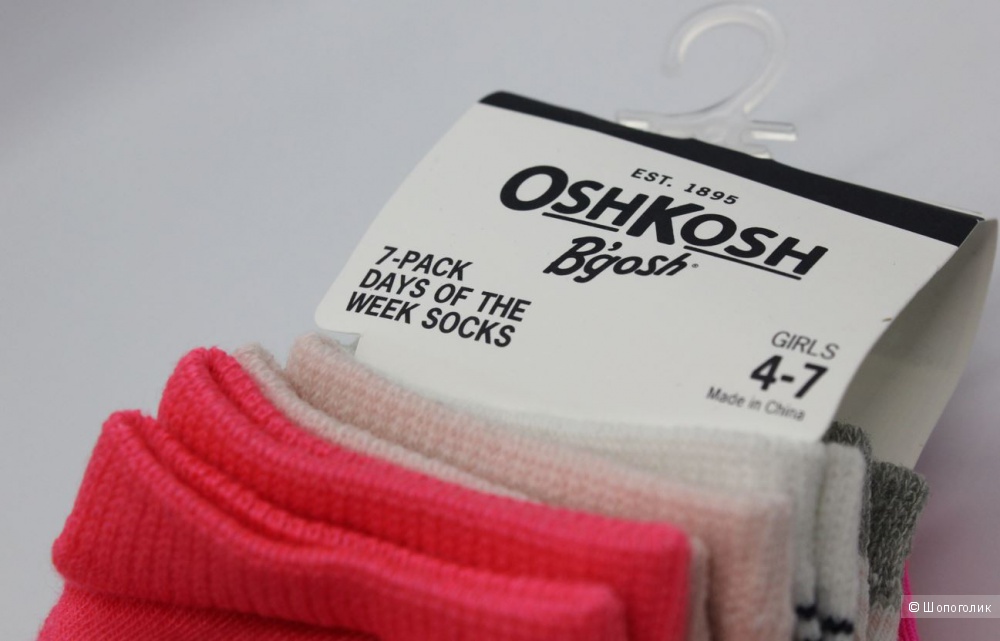 EST. 1895
OSHKOSH
B'gosh
7-PACK
DAYS OF THE
WEEK SOCKS
GIRLS
4-7
Made in China
© Шопоголик